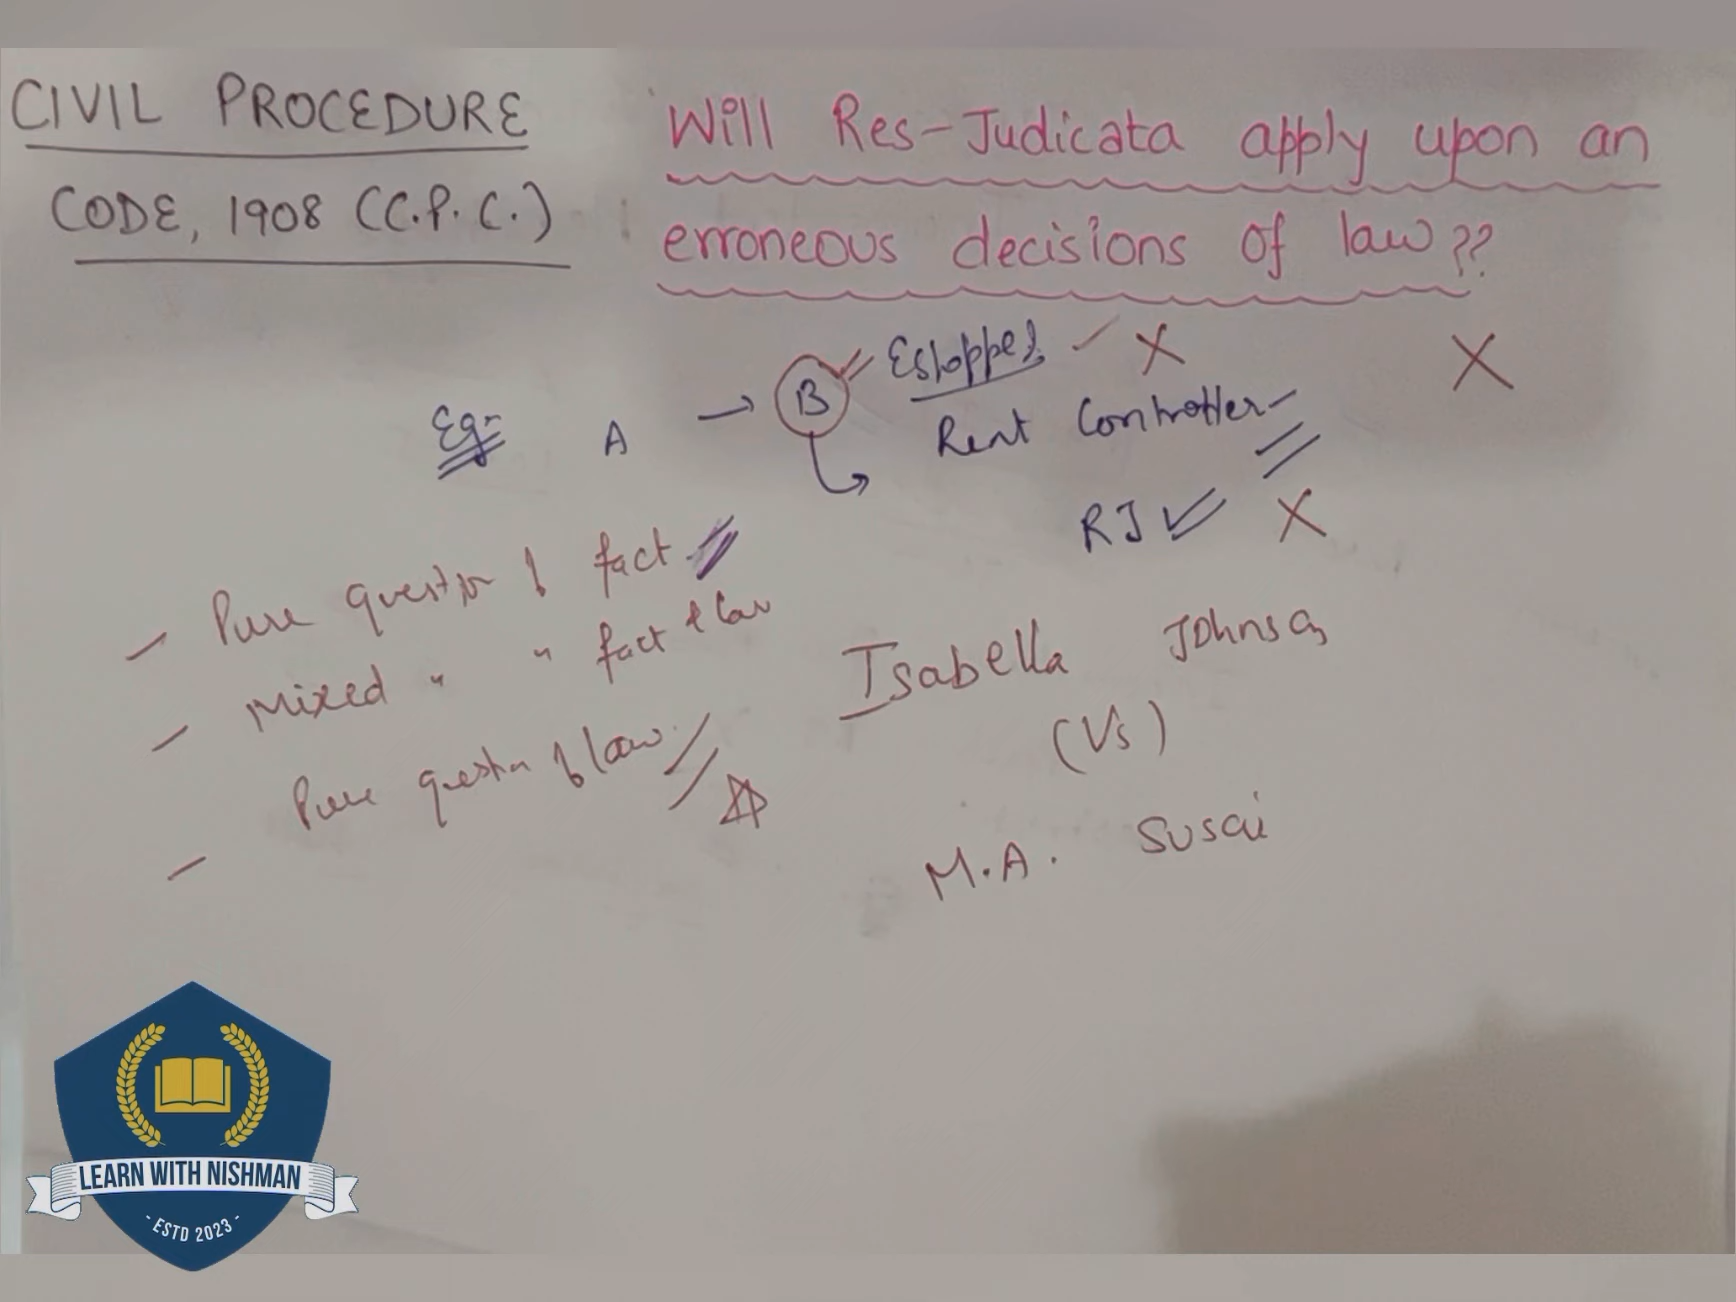 CIVIL PROCEDURE
CODE, 1908 (C.P.C.)
Will Res-Judicata apply upon an
erroneous decisions of law??
Eg:- A → B Estoppel X X
Rent Controller
RJ X
- Pure question of fact
- Mixed " " fact & law
- Pure question of law
Isabella Johnson
(Vs)
M.A. Susai
LEARN WITH NISHMAN
- ESTD 2023 -